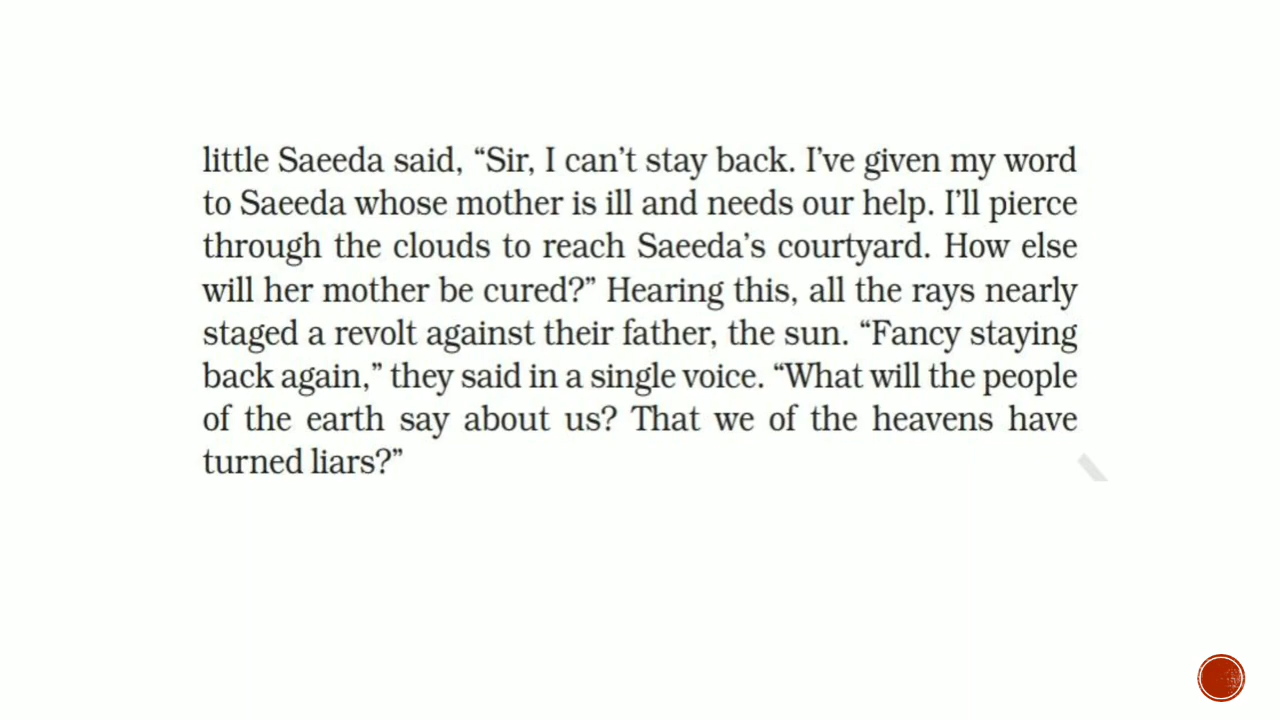 little Saeeda said, “Sir, I can’t stay back. I’ve given my word
to Saeeda whose mother is ill and needs our help. I’ll pierce
through the clouds to reach Saeeda’s courtyard. How else
will her mother be cured?” Hearing this, all the rays nearly
staged a revolt against their father, the sun. “Fancy staying
back again,” they said in a single voice. “What will the people
of the earth say about us? That we of the heavens have
turned liars?”